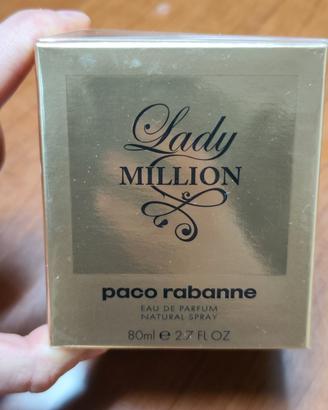 Lady
MILLION
paco rabanne
EAU DE PARFUM
NATURAL SPRAY
80ml ℮ 2.7 FL OZ